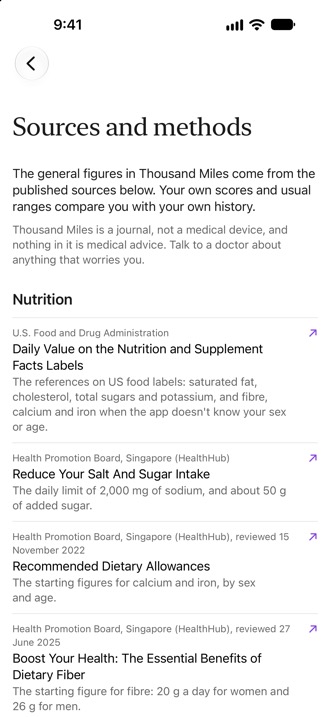 9:41
Sources and methods
The general figures in Thousand Miles come from the
published sources below. Your own scores and usual
ranges compare you with your own history.
Thousand Miles is a journal, not a medical device, and
nothing in it is medical advice. Talk to a doctor about
anything that worries you.
Nutrition
U.S. Food and Drug Administration
Daily Value on the Nutrition and Supplement
Facts Labels
The references on US food labels: saturated fat,
cholesterol, total sugars and potassium, and fibre,
calcium and iron when the app doesn't know your sex
or age.
Health Promotion Board, Singapore (HealthHub)
Reduce Your Salt And Sugar Intake
The daily limit of 2,000 mg of sodium, and about 50 g
of added sugar.
Health Promotion Board, Singapore (HealthHub), reviewed 15
November 2022
Recommended Dietary Allowances
The starting figures for calcium and iron, by sex
and age.
Health Promotion Board, Singapore (HealthHub), reviewed 27
June 2025
Boost Your Health: The Essential Benefits of
Dietary Fiber
The starting figure for fibre: 20 g a day for women and
26 g for men.